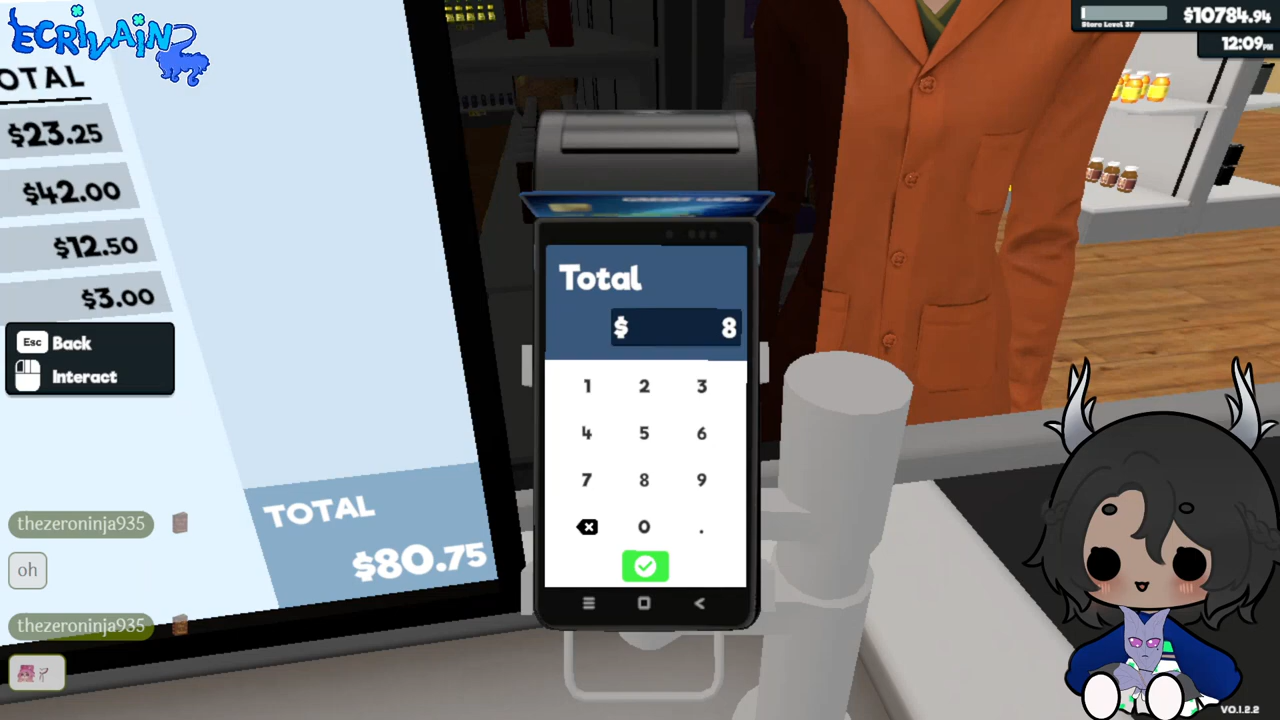 ECRIVAIN
OTAL
$23.25
$42.00
$12.50
$3.00
Esc Back
Interact
TOTAL
$80.75
thezeroninja935
oh
thezeroninja935
CREDIT CARD
Total
$ 8
1 2 3
4 5 6
7 8 9
0 .
$10784.94
Store Level 37
12:09PM
V0.1.2.2